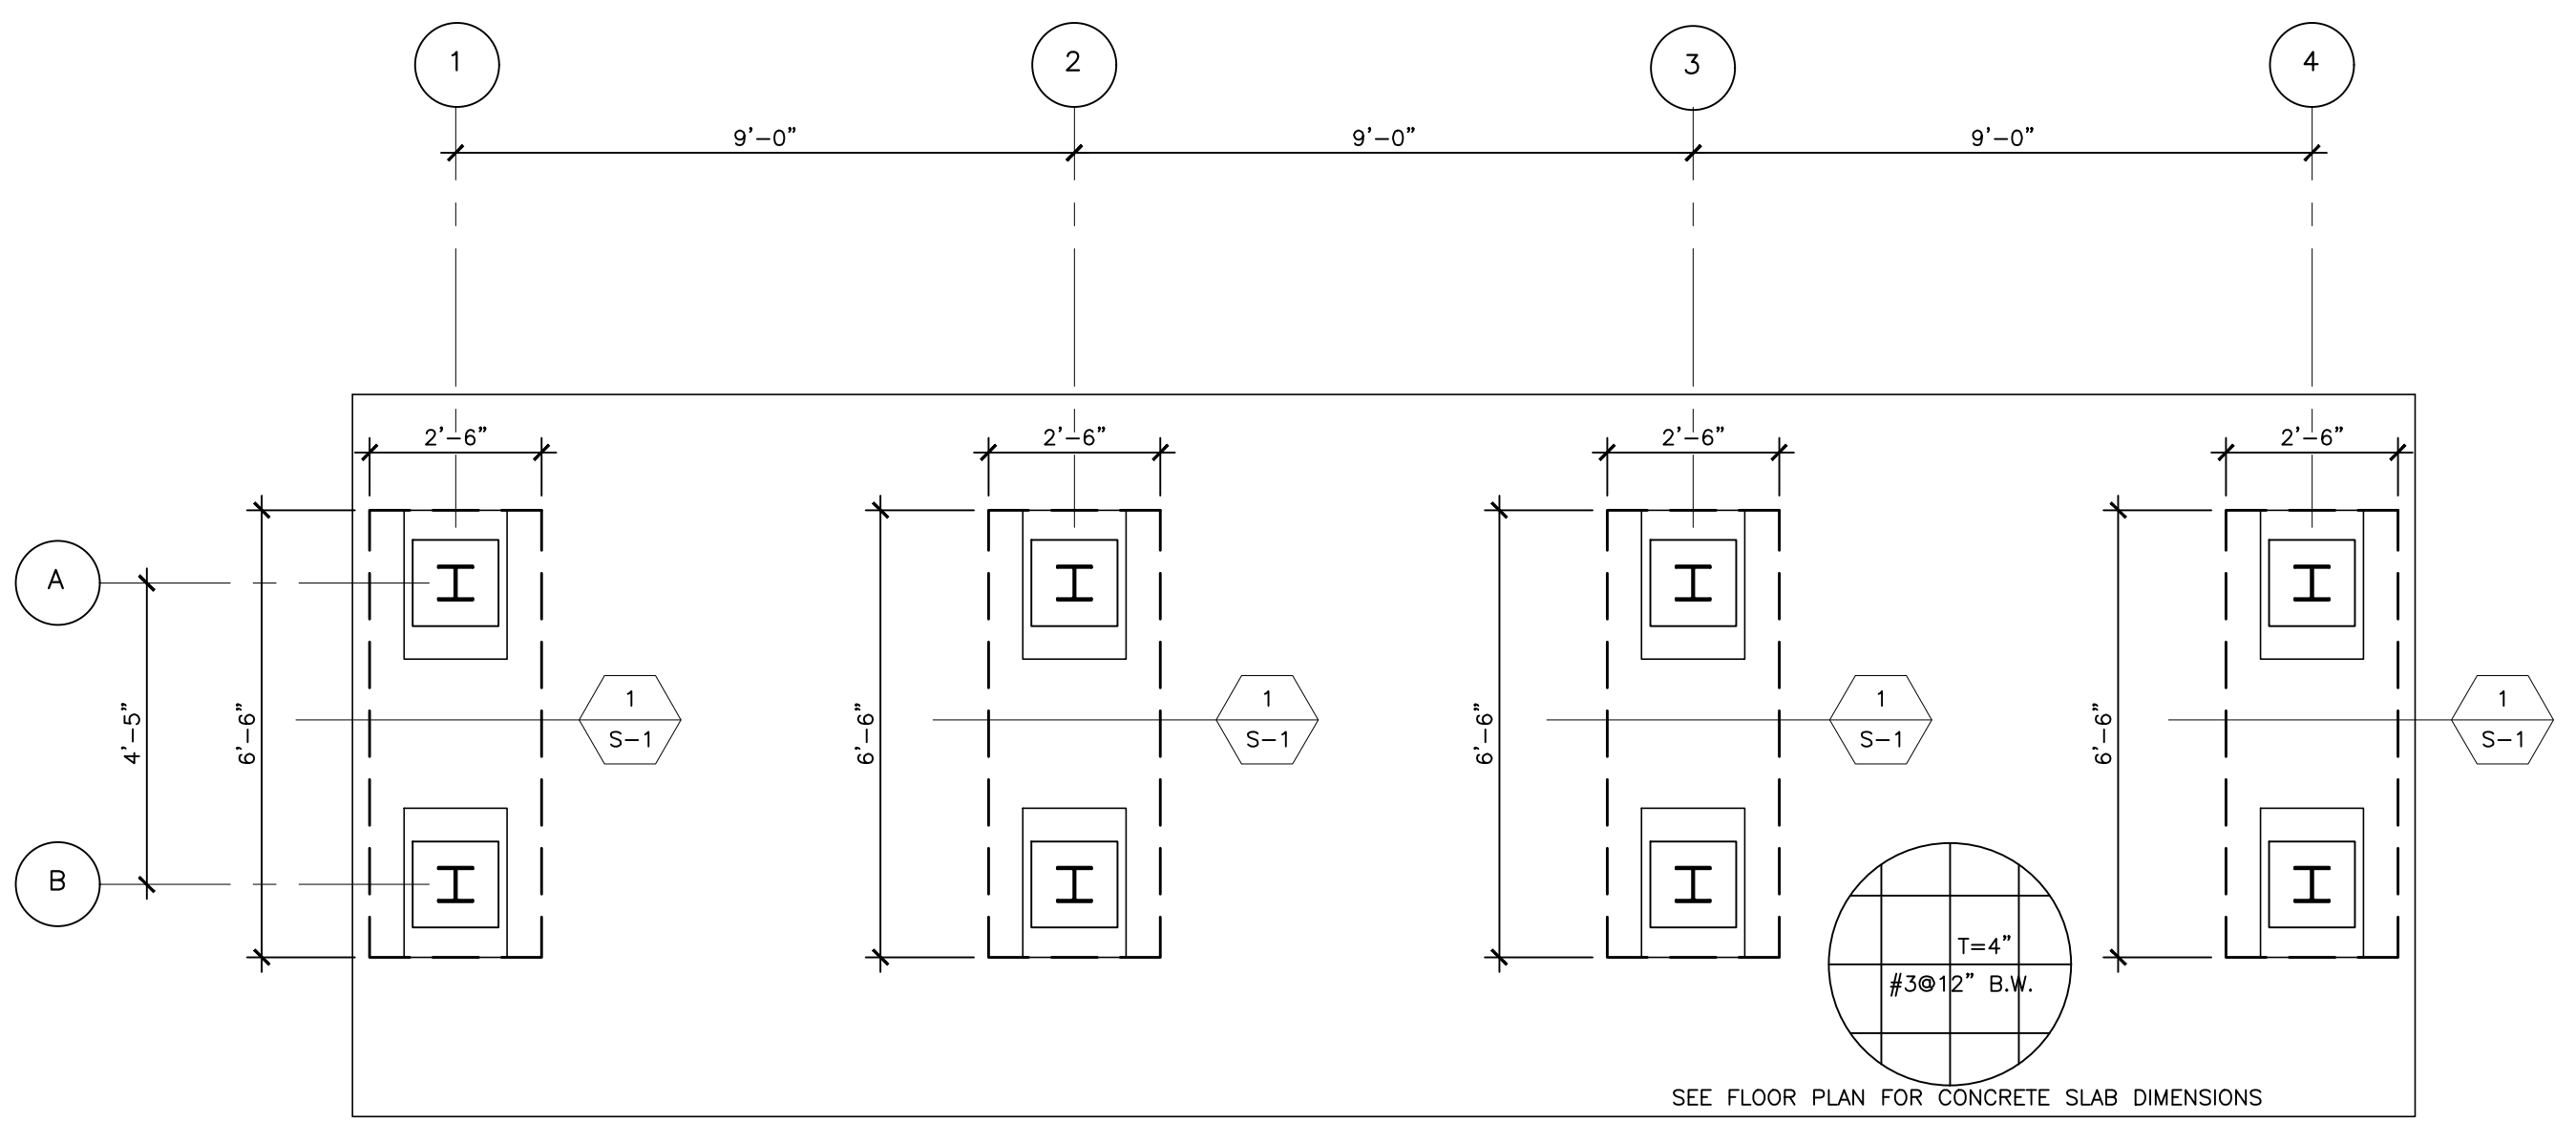 1
2
3
4
9'-0"
9'-0"
9'-0"
2'-6"
2'-6"
2'-6"
2'-6"
A
4'-5"
6'-6"
1
S-1
6'-6"
1
S-1
6'-6"
1
S-1
6'-6"
1
S-1
B
T=4"
#3@12" B.W.
SEE FLOOR PLAN FOR CONCRETE SLAB DIMENSIONS